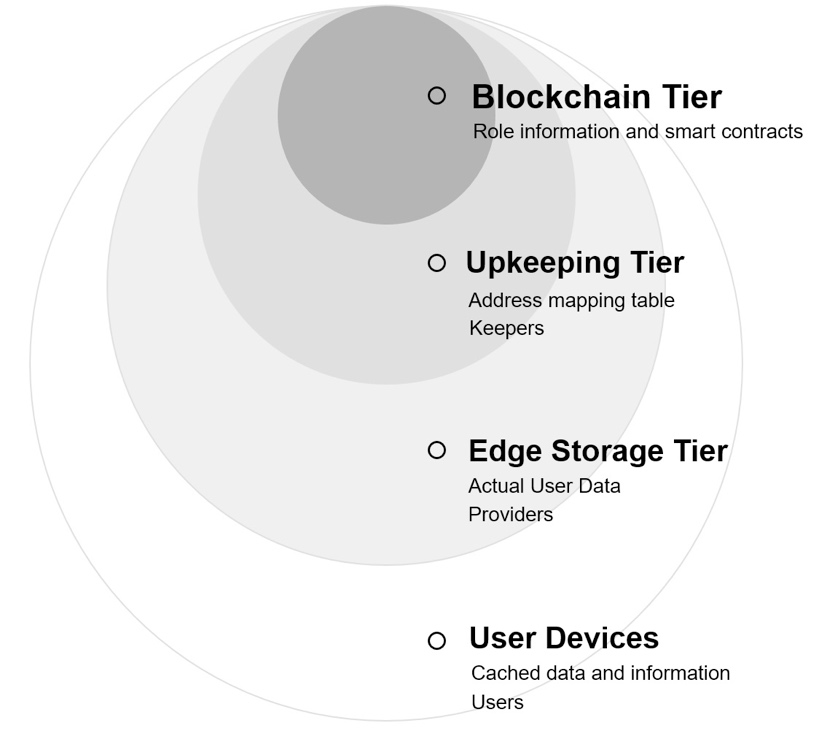 Blockchain Tier
Role information and smart contracts
Upkeeping Tier
Address mapping table
Keepers
Edge Storage Tier
Actual User Data
Providers
User Devices
Cached data and information
Users